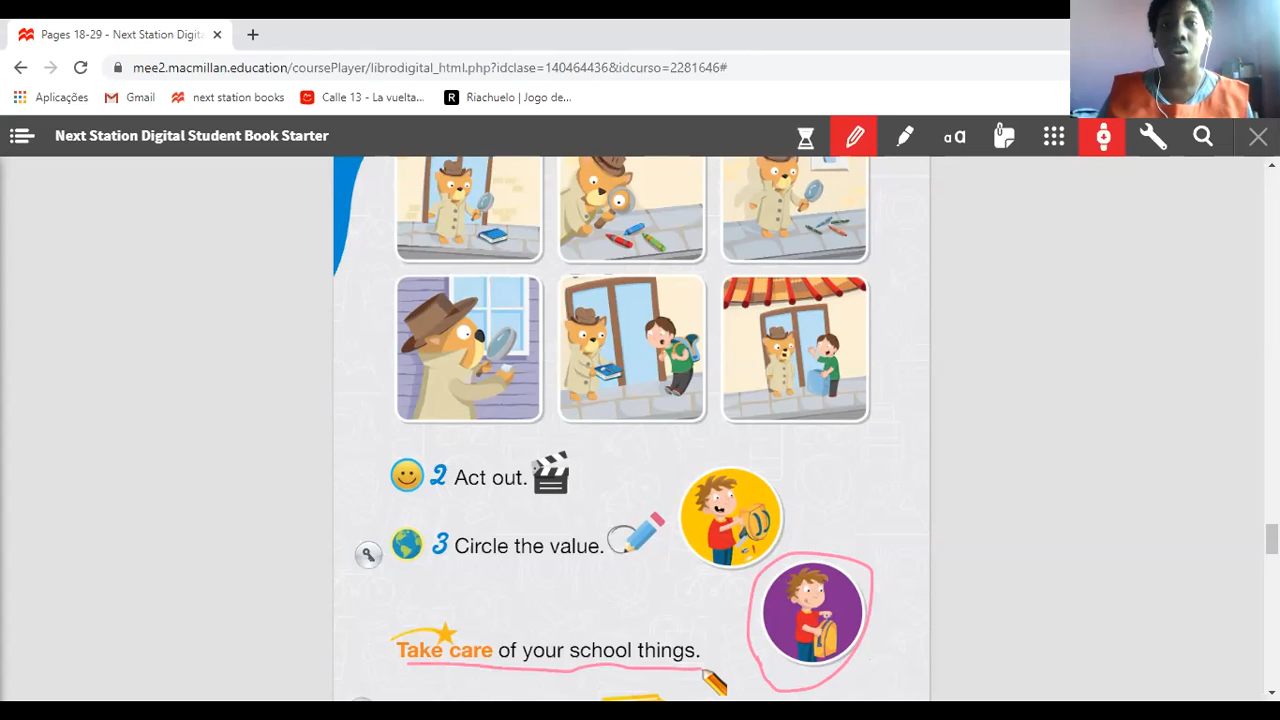 Pages 18-29 - Next Station Digit
mee2.macmillan.education/coursePlayer/librodigital_html.php?idclase=140464436&idcurso=2281646#
Aplicações Gmail next station books Calle 13 - La vuelta... R Riachuelo | Jogo de...
Next Station Digital Student Book Starter aa
2 Act out.
3 Circle the value.
Take care of your school things.